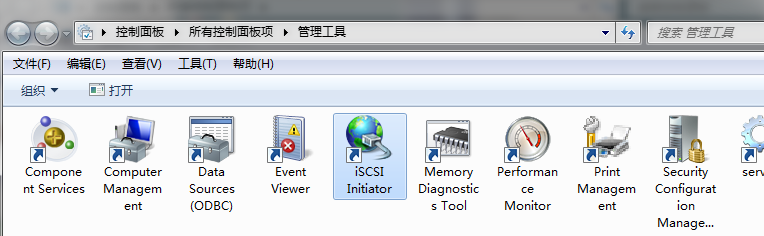 控制面板 ▸ 所有控制面板项 ▸ 管理工具
搜索 管理工具
文件(F) 编辑(E) 查看(V) 工具(T) 帮助(H)
组织 打开
Compone Computer Data Event iSCSI Memory Performan Print Security serv
nt Services Managem Sources Viewer Initiator Diagnostic ce Managem Configurat
ent (ODBC) s Tool Monitor ent ion
Manage...